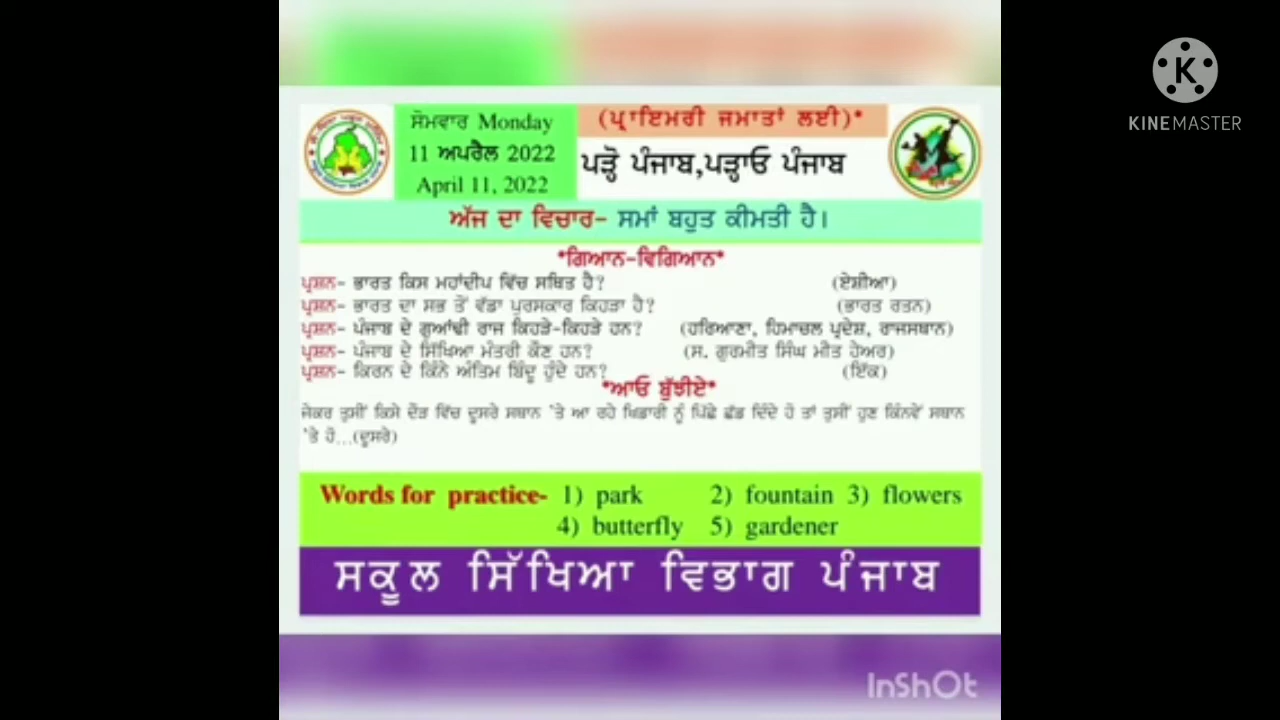 ਸੋਮਵਾਰ Monday
11 ਅਪਰੈਲ 2022
April 11, 2022
(ਪ੍ਰਾਇਮਰੀ ਜਮਾਤਾਂ ਲਈ)*
ਪੜ੍ਹੋ ਪੰਜਾਬ,ਪੜ੍ਹਾਓ ਪੰਜਾਬ
KINEMASTER
ਅੱਜ ਦਾ ਵਿਚਾਰ- ਸਮਾਂ ਬਹੁਤ ਕੀਮਤੀ ਹੈ।
*ਗਿਆਨ-ਵਿਗਿਆਨ*
ਪ੍ਰਸ਼ਨ- ਭਾਰਤ ਕਿਸ ਮਹਾਂਦੀਪ ਵਿੱਚ ਸਥਿਤ ਹੈ? (ਏਸ਼ੀਆ)
ਪ੍ਰਸ਼ਨ- ਭਾਰਤ ਦਾ ਸਭ ਤੋਂ ਵੱਡਾ ਪੁਰਸਕਾਰ ਕਿਹੜਾ ਹੈ? (ਭਾਰਤ ਰਤਨ)
ਪ੍ਰਸ਼ਨ- ਪੰਜਾਬ ਦੇ ਗੁਆਂਢੀ ਰਾਜ ਕਿਹੜੇ-ਕਿਹੜੇ ਹਨ? (ਹਰਿਆਣਾ, ਹਿਮਾਚਲ ਪ੍ਰਦੇਸ਼, ਰਾਜਸਥਾਨ)
ਪ੍ਰਸ਼ਨ- ਪੰਜਾਬ ਦੇ ਸਿੱਖਿਆ ਮੰਤਰੀ ਕੌਣ ਹਨ? (ਸ. ਗੁਰਮੀਤ ਸਿੰਘ ਮੀਤ ਹੇਅਰ)
ਪ੍ਰਸ਼ਨ- ਕਿਰਨ ਦੇ ਕਿੰਨੇ ਅੰਤਿਮ ਬਿੰਦੂ ਹੁੰਦੇ ਹਨ? (ਇੱਕ)
*ਆਓ ਬੁੱਝੀਏ*
ਜੇਕਰ ਤੁਸੀਂ ਕਿਸੇ ਦੌੜ ਵਿੱਚ ਦੂਸਰੇ ਸਥਾਨ 'ਤੇ ਆ ਰਹੇ ਖਿਡਾਰੀ ਨੂੰ ਪਿੱਛੇ ਛੱਡ ਦਿੰਦੇ ਹੋ ਤਾਂ ਤੁਸੀਂ ਹੁਣ ਕਿੰਨਵੇਂ ਸਥਾਨ
'ਤੇ ਹੋ...(ਦੂਸਰੇ)
Words for practice- 1) park 2) fountain 3) flowers
4) butterfly 5) gardener
ਸਕੂਲ ਸਿੱਖਿਆ ਵਿਭਾਗ ਪੰਜਾਬ
InShOt